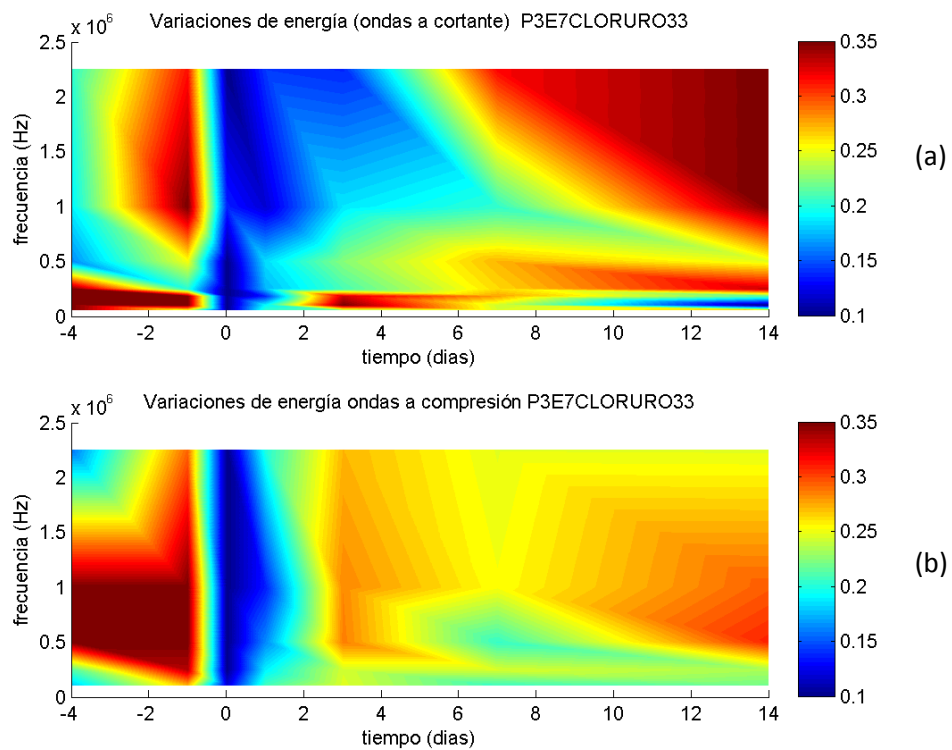 Variaciones de energía (ondas a cortante)  P3E7CLORURO33
x 10^6
2.5
2
1.5
1
0.5
0
frecuencia (Hz)
-4 -2 0 2 4 6 8 10 12 14
tiempo (dias)
0.35
0.3
0.25
0.2
0.15
0.1
(a)
Variaciones de energía ondas a compresión P3E7CLORURO33
x 10^6
2.5
2
1.5
1
0.5
0
frecuencia (Hz)
-4 -2 0 2 4 6 8 10 12 14
tiempo (dias)
0.35
0.3
0.25
0.2
0.15
0.1
(b)